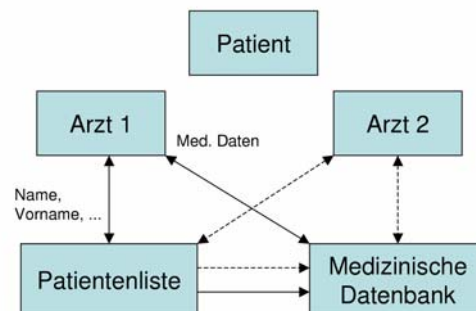 Patient
Arzt 1
Arzt 2
Med. Daten
Name,
Vorname, ...
Patientenliste
Medizinische
Datenbank